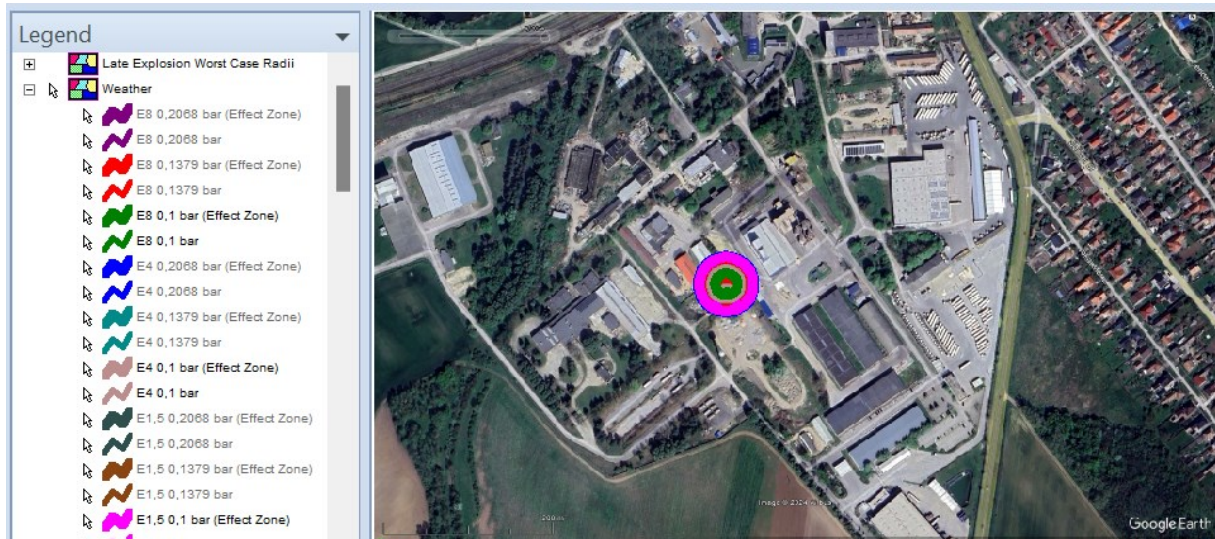 Legend
Late Explosion Worst Case Radii
Weather
E8 0,2068 bar (Effect Zone)
E8 0,2068 bar
E8 0,1379 bar (Effect Zone)
E8 0,1379 bar
E8 0,1 bar (Effect Zone)
E8 0,1 bar
E4 0,2068 bar (Effect Zone)
E4 0,2068 bar
E4 0,1379 bar (Effect Zone)
E4 0,1379 bar
E4 0,1 bar (Effect Zone)
E4 0,1 bar
E1,5 0,2068 bar (Effect Zone)
E1,5 0,2068 bar
E1,5 0,1379 bar (Effect Zone)
E1,5 0,1379 bar
E1,5 0,1 bar (Effect Zone)
Image © 2024
200 m
Google Earth